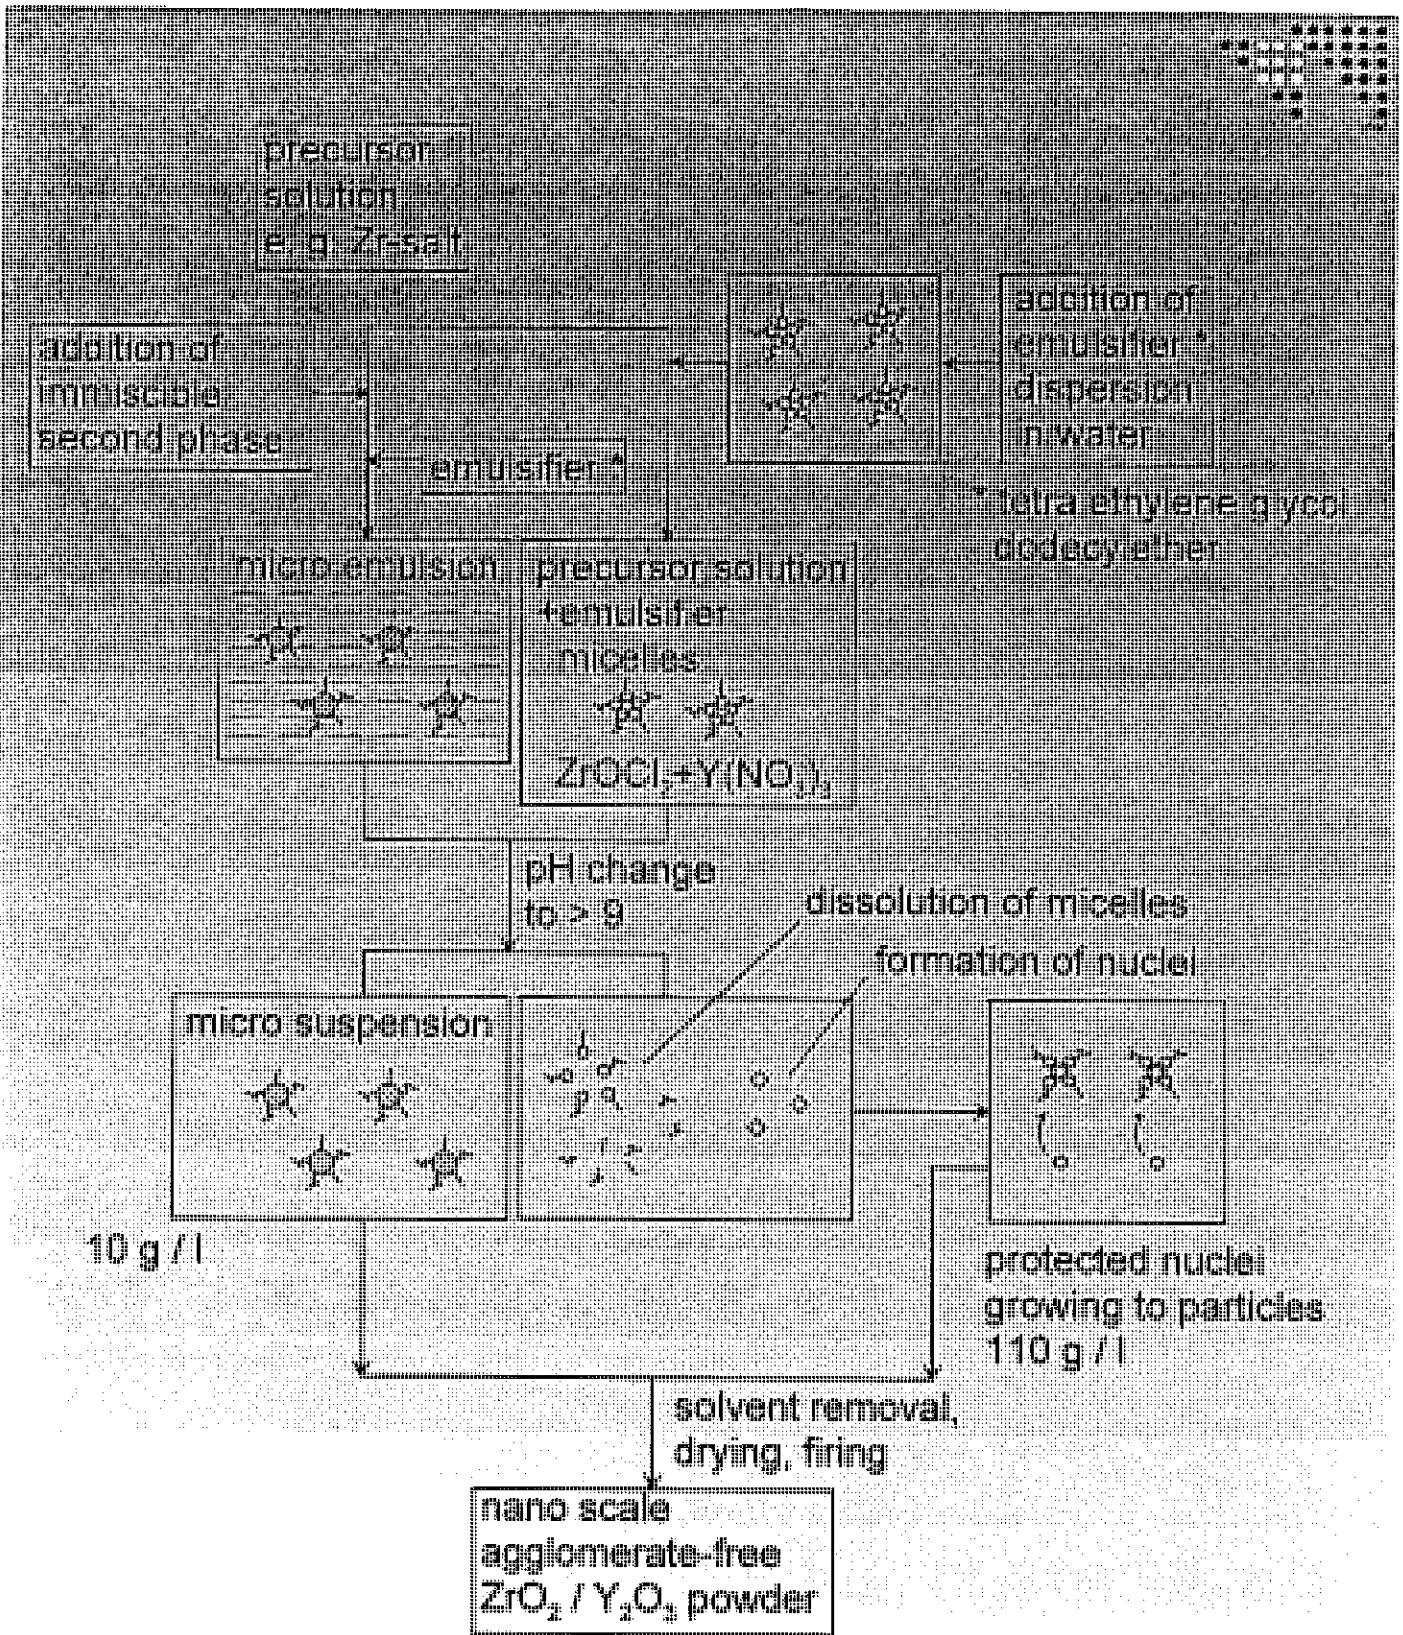 precursor
solution
e. g. Zr-salt
addition of
immiscible
second phase
emulsifier *
addition of
emulsifier *
dispersion
in water
* tetra ethylene glycol
dodecy ether
micro emulsion
precursor solution
+emulsifier
micelles
ZrOCl₂+Y(NO₃)₃
pH change
to > 9
dissolution of micelles
formation of nuclei
micro suspension
10 g / l
protected nuclei
growing to particles
110 g / l
solvent removal,
drying, firing
nano scale
agglomerate-free
ZrO₂ / Y₂O₃ powder